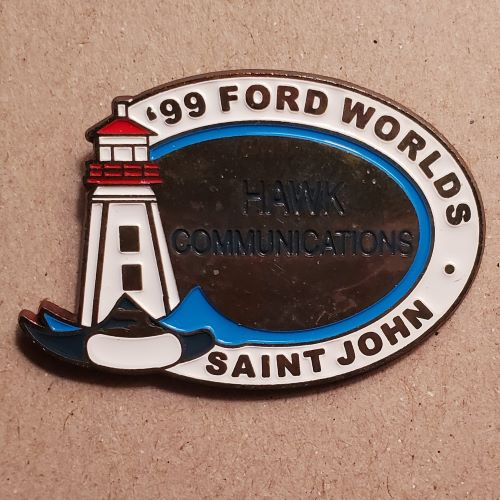 ‘99 FORD WORLDS
HAWK
COMMUNICATIONS
SAINT JOHN